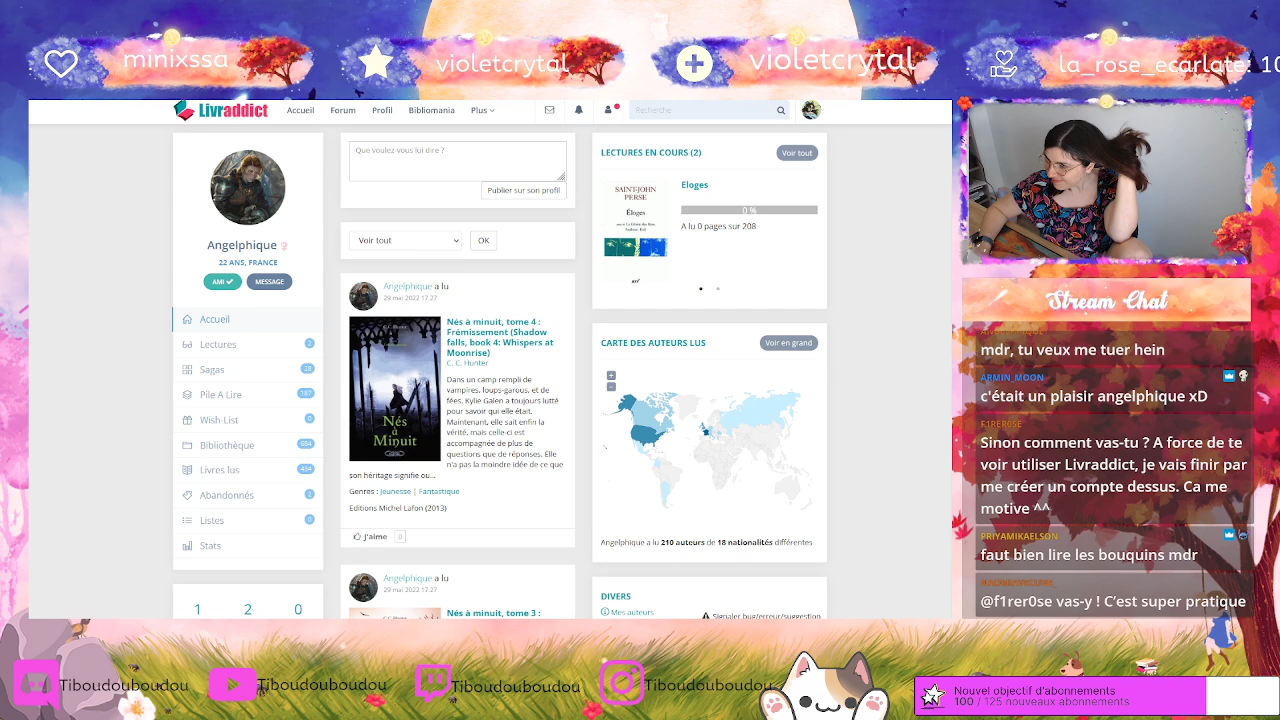 minixssa
violetcrytal
violetcrytal
la_rose_ecarlate: 10
Livraddict
Accueil
Forum
Profil
Bibliomania
Plus
Recherche
Angelphique
22 ANS, FRANCE
AMI
MESSAGE
Accueil
Lectures 2
Sagas 28
Pile A Lire 187
Wish-List 0
Bibliothèque 684
Livres lus 434
Abandonnés 2
Listes 0
Stats
1 2 0
Que voulez-vous lui dire ?
Publier sur son profil
Voir tout
OK
Angelphique a lu
29 mai 2022 17:27
Nés à minuit, tome 4 :
Frémissement (Shadow
falls, book 4: Whispers at
Moonrise)
C. C. Hunter
C.C. HUNTER
Nés
à
Minuit
Dans un camp rempli de
vampires, loups-garous, et de
fées, Kylie Galen a toujours lutté
pour savoir qui elle était.
Maintenant, elle sait enfin la
vérité, mais celle-ci est
accompagnée de plus de
questions que de réponses. Elle
n'a pas la moindre idée de ce que
son héritage signifie ou...
Genres : Jeunesse | Fantastique
Editions Michel Lafon (2013)
J'aime 0
Angelphique a lu
29 mai 2022 17:27
Nés à minuit, tome 3 :
LECTURES EN COURS (2)
Voir tout
SAINT-JOHN
PERSE
Éloges
Eloges
0 %
A lu 0 pages sur 208
CARTE DES AUTEURS LUS
Voir en grand
+
-
Angelphique a lu 210 auteurs de 18 nationalités différentes
DIVERS
Mes auteurs
Signaler bug/erreur/suggestion
Stream Chat
mdr, tu veux me tuer hein
ARMIN_MOON
c'était un plaisir angelphique xD
F1RER0SE
Sinon comment vas-tu ? A force de te
voir utiliser Livraddict, je vais finir par
me créer un compte dessus. Ca me
motive ^^
PRIYAMIKAELSON
faut bien lire les bouquins mdr
@f1rer0se vas-y ! C'est super pratique
Tiboudouboudou
Tiboudouboudou
Tiboudouboudou
Tiboudouboudou
Nouvel objectif d'abonnements
100 / 125 nouveaux abonnements